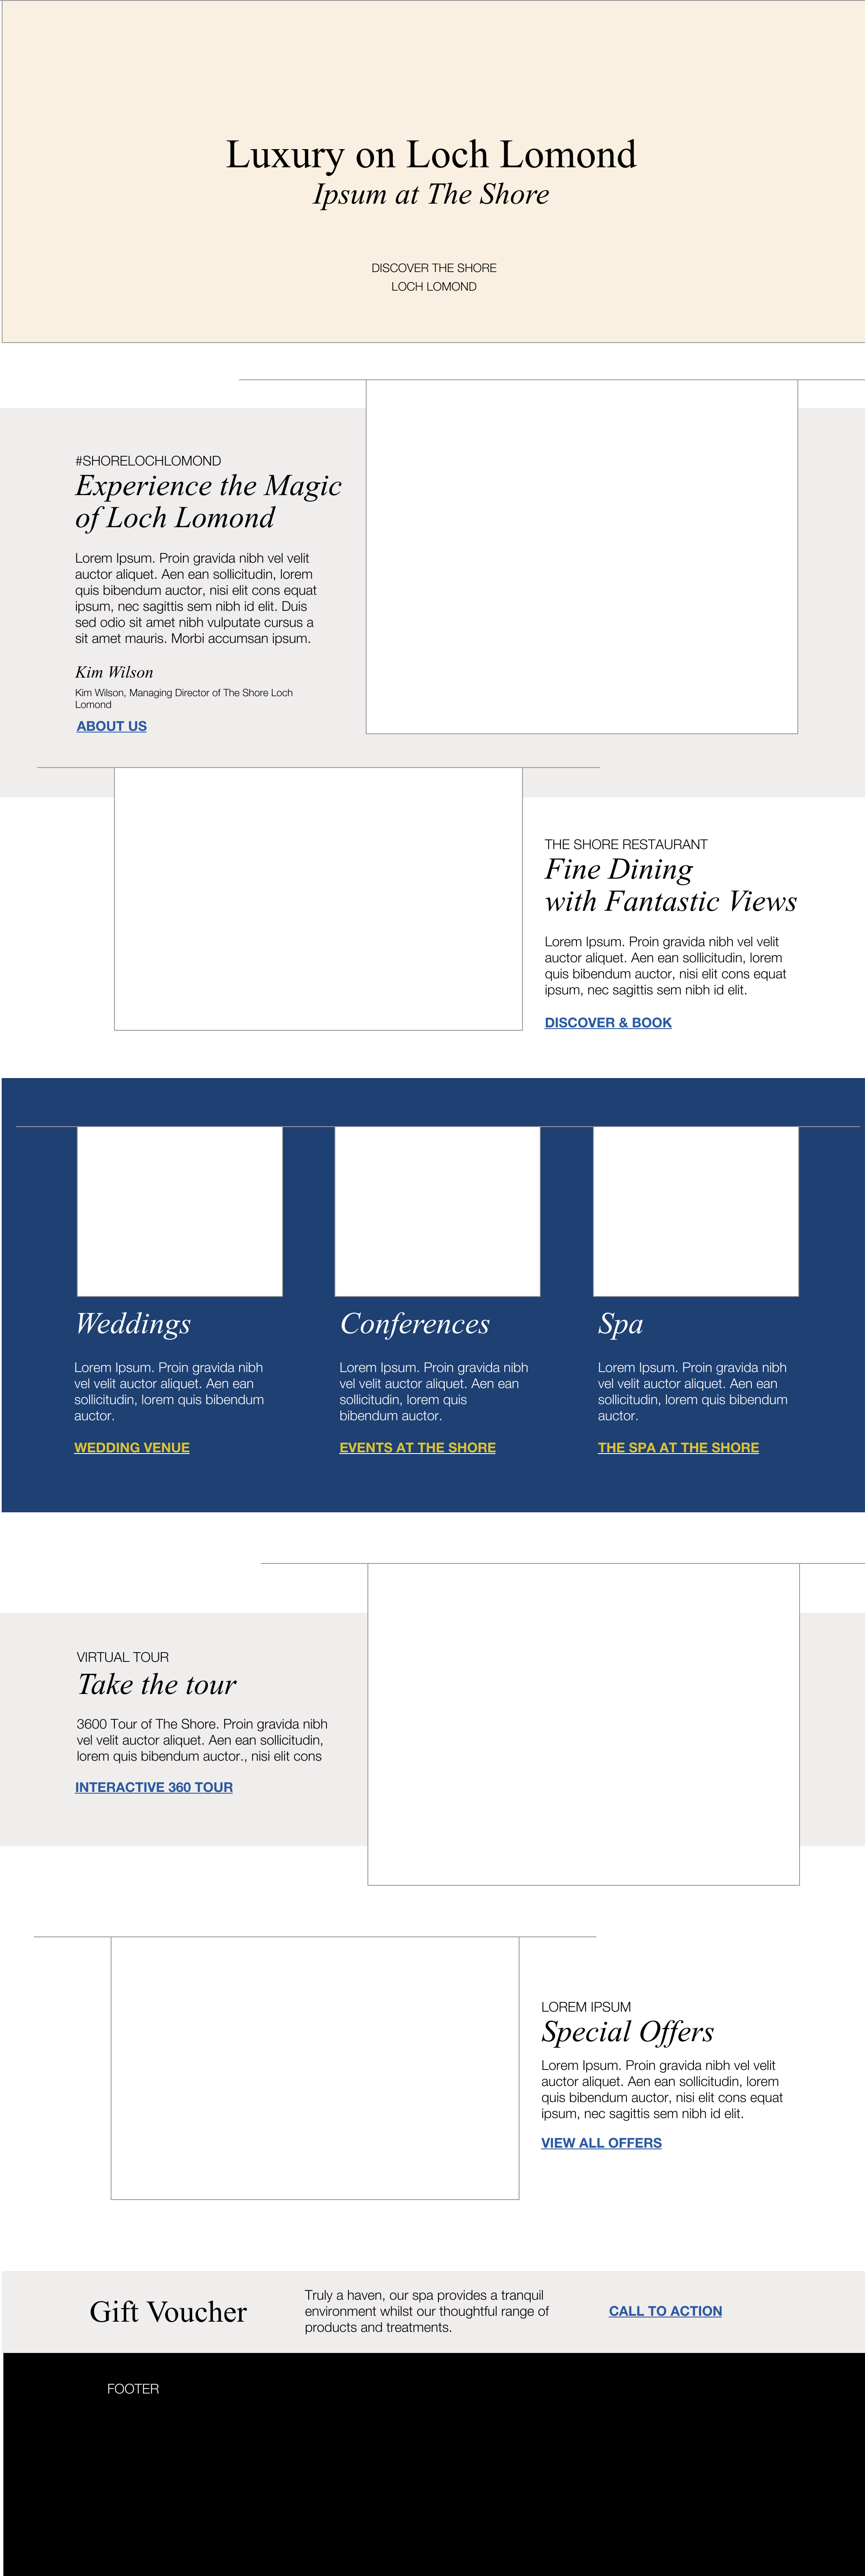 Luxury on Loch Lomond
Ipsum at The Shore
DISCOVER THE SHORE
LOCH LOMOND
#SHORELOCHLOMOND
Experience the Magic
of Loch Lomond
Lorem Ipsum. Proin gravida nibh vel velit
auctor aliquet. Aen ean sollicitudin, lorem
quis bibendum auctor, nisi elit cons equat
ipsum, nec sagittis sem nibh id elit. Duis
sed odio sit amet nibh vulputate cursus a
sit amet mauris. Morbi accumsan ipsum.
Kim Wilson
Kim Wilson, Managing Director of The Shore Loch
Lomond
ABOUT US
THE SHORE RESTAURANT
Fine Dining
with Fantastic Views
Lorem Ipsum. Proin gravida nibh vel velit
auctor aliquet. Aen ean sollicitudin, lorem
quis bibendum auctor, nisi elit cons equat
ipsum, nec sagittis sem nibh id elit.
DISCOVER & BOOK
Weddings
Lorem Ipsum. Proin gravida nibh
vel velit auctor aliquet. Aen ean
sollicitudin, lorem quis bibendum
auctor.
WEDDING VENUE
Conferences
Lorem Ipsum. Proin gravida nibh
vel velit auctor aliquet. Aen ean
sollicitudin, lorem quis
bibendum auctor.
EVENTS AT THE SHORE
Spa
Lorem Ipsum. Proin gravida nibh
vel velit auctor aliquet. Aen ean
sollicitudin, lorem quis bibendum
auctor.
THE SPA AT THE SHORE
VIRTUAL TOUR
Take the tour
3600 Tour of The Shore. Proin gravida nibh
vel velit auctor aliquet. Aen ean sollicitudin,
lorem quis bibendum auctor., nisi elit cons
INTERACTIVE 360 TOUR
LOREM IPSUM
Special Offers
Lorem Ipsum. Proin gravida nibh vel velit
auctor aliquet. Aen ean sollicitudin, lorem
quis bibendum auctor, nisi elit cons equat
ipsum, nec sagittis sem nibh id elit.
VIEW ALL OFFERS
Gift Voucher
Truly a haven, our spa provides a tranquil
environment whilst our thoughtful range of
products and treatments.
CALL TO ACTION
FOOTER